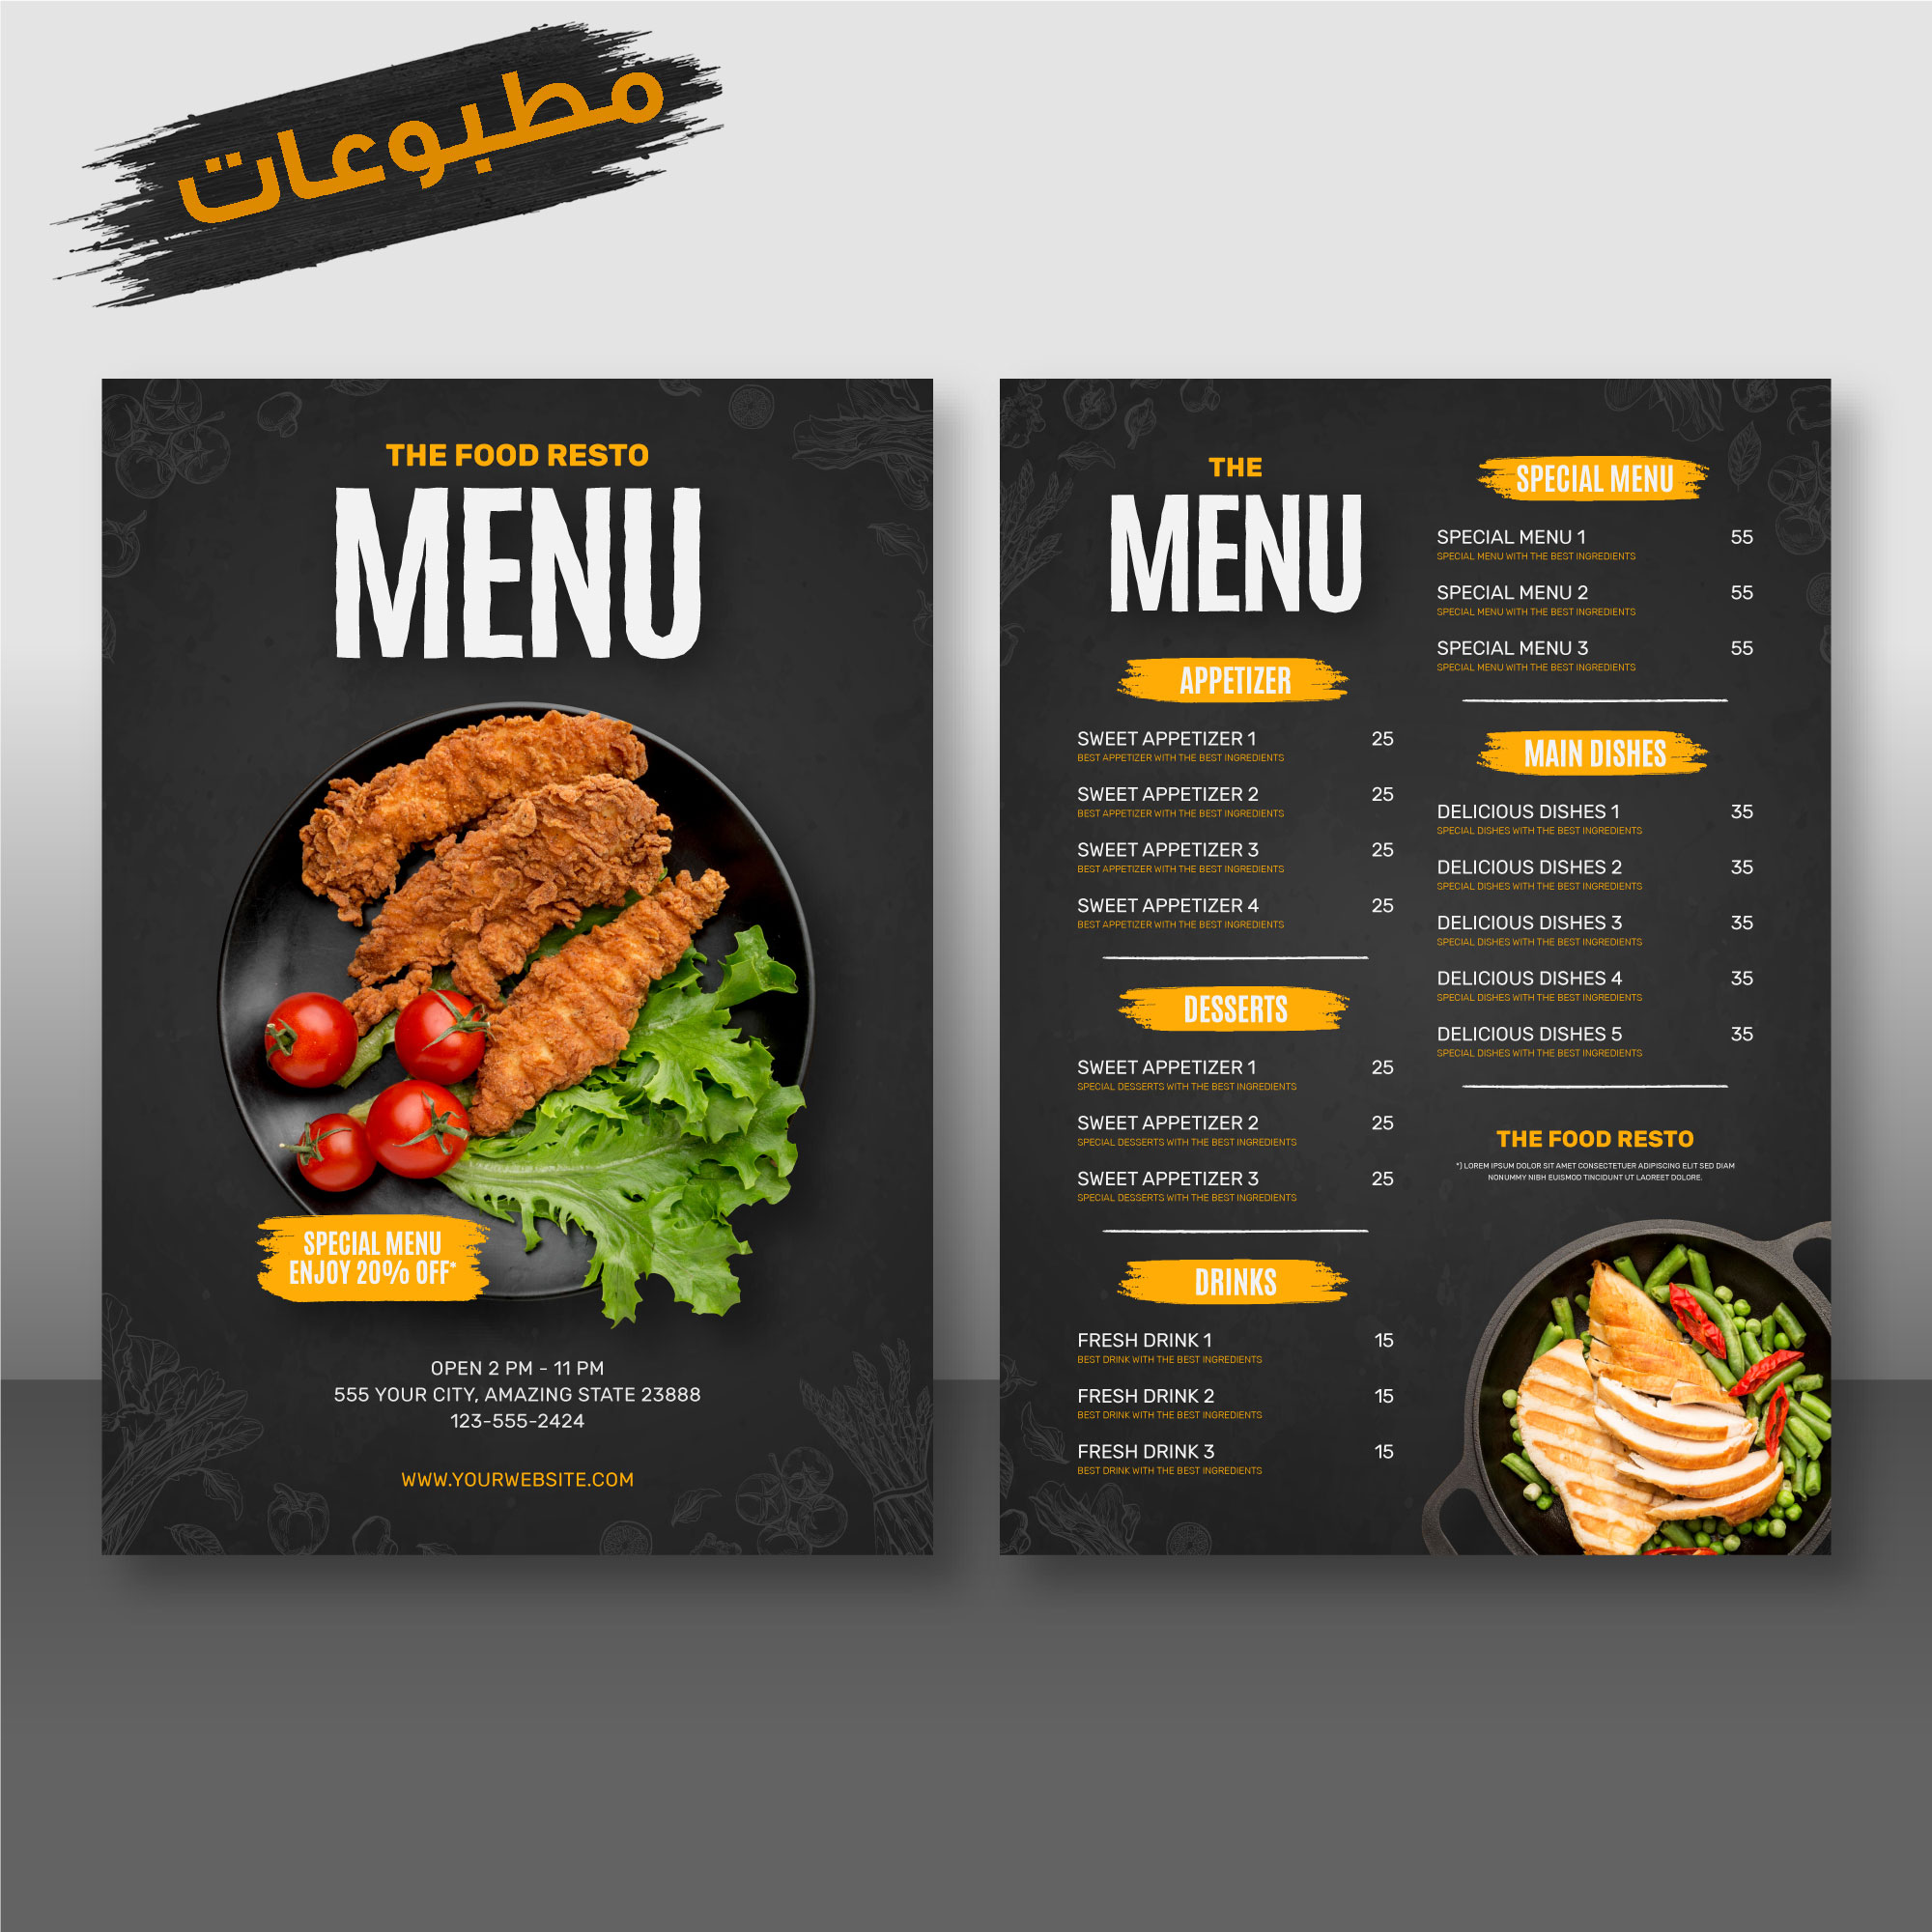 مطبوعات
THE FOOD RESTO
MENU
SPECIAL MENU
ENJOY 20% OFF*
OPEN 2 PM - 11 PM
555 YOUR CITY, AMAZING STATE 23888
123-555-2424
WWW.YOURWEBSITE.COM
THE
MENU
APPETIZER
SWEET APPETIZER 1 25
BEST APPETIZER WITH THE BEST INGREDIENTS
SWEET APPETIZER 2 25
BEST APPETIZER WITH THE BEST INGREDIENTS
SWEET APPETIZER 3 25
BEST APPETIZER WITH THE BEST INGREDIENTS
SWEET APPETIZER 4 25
BEST APPETIZER WITH THE BEST INGREDIENTS
DESSERTS
SWEET APPETIZER 1 25
SPECIAL DESSERTS WITH THE BEST INGREDIENTS
SWEET APPETIZER 2 25
SPECIAL DESSERTS WITH THE BEST INGREDIENTS
SWEET APPETIZER 3 25
SPECIAL DESSERTS WITH THE BEST INGREDIENTS
DRINKS
FRESH DRINK 1 15
BEST DRINK WITH THE BEST INGREDIENTS
FRESH DRINK 2 15
BEST DRINK WITH THE BEST INGREDIENTS
FRESH DRINK 3 15
BEST DRINK WITH THE BEST INGREDIENTS
SPECIAL MENU
SPECIAL MENU 1 55
SPECIAL MENU WITH THE BEST INGREDIENTS
SPECIAL MENU 2 55
SPECIAL MENU WITH THE BEST INGREDIENTS
SPECIAL MENU 3 55
SPECIAL MENU WITH THE BEST INGREDIENTS
MAIN DISHES
DELICIOUS DISHES 1 35
SPECIAL DISHES WITH THE BEST INGREDIENTS
DELICIOUS DISHES 2 35
SPECIAL DISHES WITH THE BEST INGREDIENTS
DELICIOUS DISHES 3 35
SPECIAL DISHES WITH THE BEST INGREDIENTS
DELICIOUS DISHES 4 35
SPECIAL DISHES WITH THE BEST INGREDIENTS
DELICIOUS DISHES 5 35
SPECIAL DISHES WITH THE BEST INGREDIENTS
THE FOOD RESTO
*) LOREM IPSUM DOLOR SIT AMET CONSECTETUER ADIPISCING ELIT SED DIAM
NONUMMY NIBH EUISMOD TINCIDUNT UT LAOREET DOLORE.